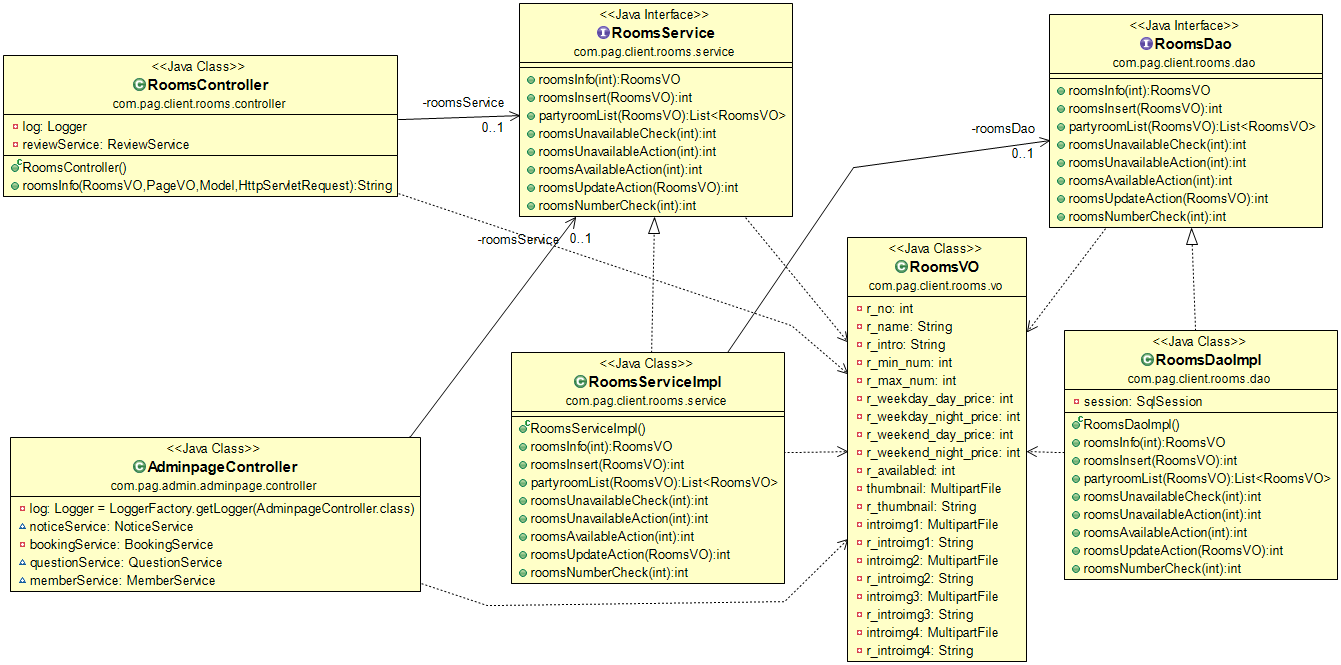 <<Java Class>>
RoomsController
com.pag.client.rooms.controller
log: Logger
reviewService: ReviewService
RoomsController()
roomsInfo(RoomsVO,PageVO,Model,HttpServletRequest):String
-roomsService
0..1
<<Java Interface>>
RoomsService
com.pag.client.rooms.service
roomsInfo(int):RoomsVO
roomsInsert(RoomsVO):int
partyroomList(RoomsVO):List<RoomsVO>
roomsUnavailableCheck(int):int
roomsUnavailableAction(int):int
roomsAvailableAction(int):int
roomsUpdateAction(RoomsVO):int
roomsNumberCheck(int):int
-roomsDao
0..1
<<Java Interface>>
RoomsDao
com.pag.client.rooms.dao
roomsInfo(int):RoomsVO
roomsInsert(RoomsVO):int
partyroomList(RoomsVO):List<RoomsVO>
roomsUnavailableCheck(int):int
roomsUnavailableAction(int):int
roomsAvailableAction(int):int
roomsUpdateAction(RoomsVO):int
roomsNumberCheck(int):int
-roomsService
0..1
<<Java Class>>
RoomsVO
com.pag.client.rooms.vo
r_no: int
r_name: String
r_intro: String
r_min_num: int
r_max_num: int
r_weekday_day_price: int
r_weekday_night_price: int
r_weekend_day_price: int
r_weekend_night_price: int
r_availabled: int
thumbnail: MultipartFile
r_thumbnail: String
introimg1: MultipartFile
r_introimg1: String
introimg2: MultipartFile
r_introimg2: String
introimg3: MultipartFile
r_introimg3: String
introimg4: MultipartFile
r_introimg4: String
<<Java Class>>
RoomsServiceImpl
com.pag.client.rooms.service
RoomsServiceImpl()
roomsInfo(int):RoomsVO
roomsInsert(RoomsVO):int
partyroomList(RoomsVO):List<RoomsVO>
roomsUnavailableCheck(int):int
roomsUnavailableAction(int):int
roomsAvailableAction(int):int
roomsUpdateAction(RoomsVO):int
roomsNumberCheck(int):int
<<Java Class>>
RoomsDaoImpl
com.pag.client.rooms.dao
session: SqlSession
RoomsDaoImpl()
roomsInfo(int):RoomsVO
roomsInsert(RoomsVO):int
partyroomList(RoomsVO):List<RoomsVO>
roomsUnavailableCheck(int):int
roomsUnavailableAction(int):int
roomsAvailableAction(int):int
roomsUpdateAction(RoomsVO):int
roomsNumberCheck(int):int
<<Java Class>>
AdminpageController
com.pag.admin.adminpage.controller
log: Logger = LoggerFactory.getLogger(AdminpageController.class)
noticeService: NoticeService
bookingService: BookingService
questionService: QuestionService
memberService: MemberService